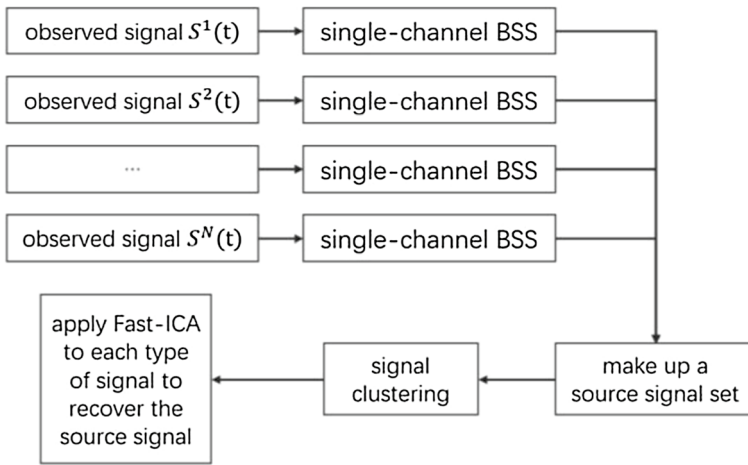 observed signal S¹(t)
single-channel BSS
observed signal S²(t)
single-channel BSS
...
single-channel BSS
observed signal Sᴺ(t)
single-channel BSS
apply Fast-ICA
to each type
of signal to
recover the
source signal
signal
clustering
make up a
source signal set